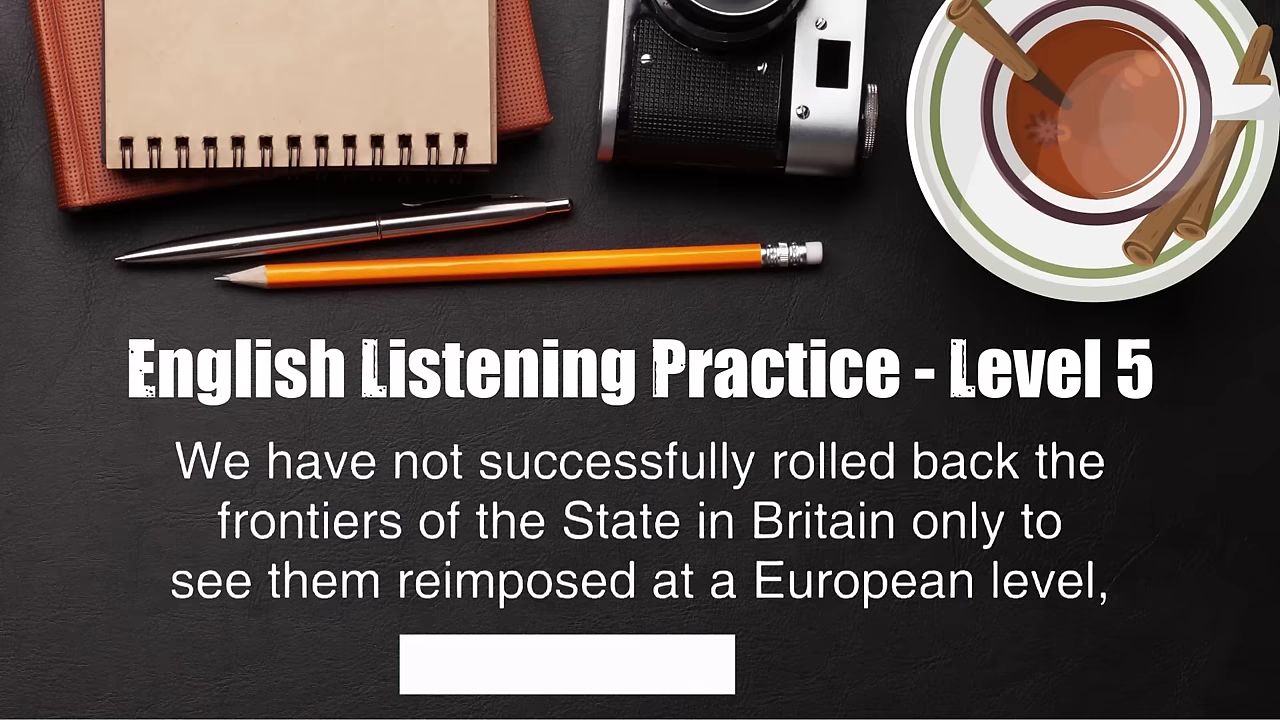 English Listening Practice - Level 5
We have not successfully rolled back the
frontiers of the State in Britain only to
see them reimposed at a European level,